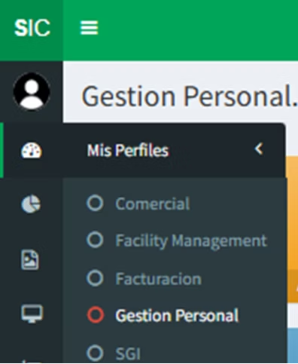 SIC
Gestion Personal.
Mis Perfiles
Comercial
Facility Management
Facturacion
Gestion Personal
SGI